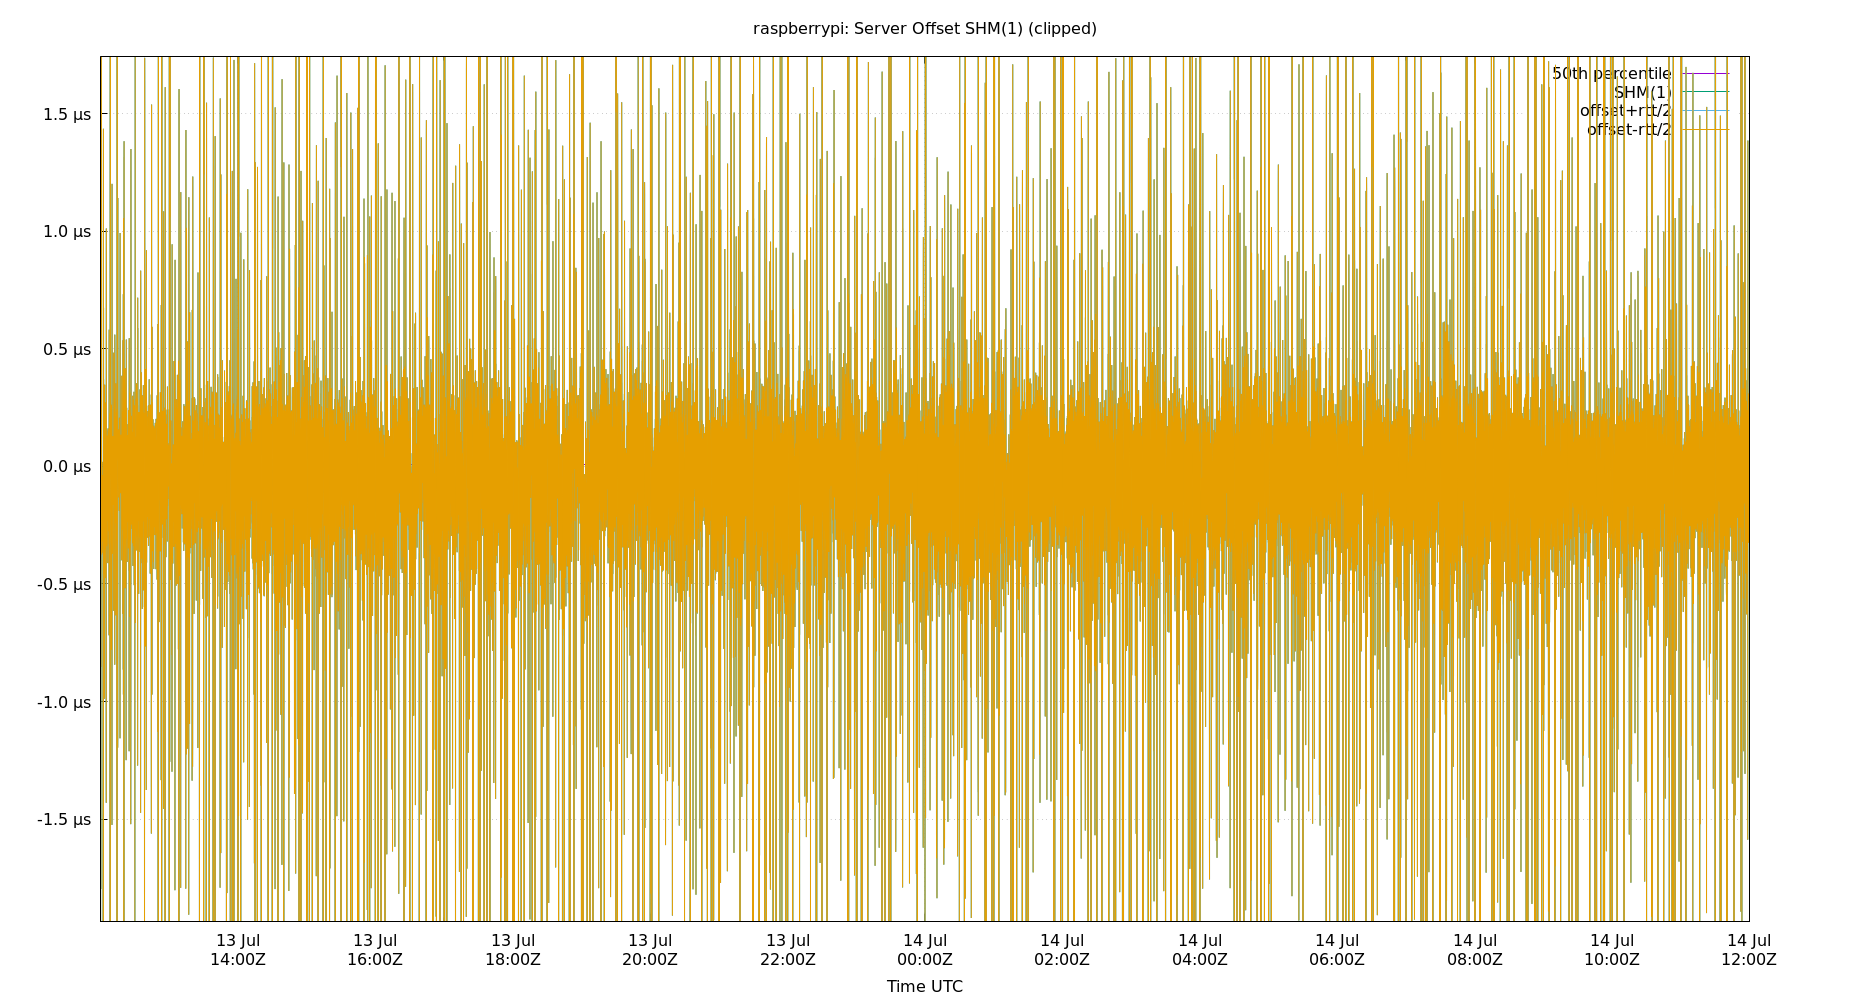 raspberrypi: Server Offset SHM(1) (clipped)
50th percentile
SHM(1)
offset+rtt/2
offset-rtt/2
1.5 µs
1.0 µs
0.5 µs
0.0 µs
-0.5 µs
-1.0 µs
-1.5 µs
13 Jul 13 Jul 13 Jul 13 Jul 13 Jul 14 Jul 14 Jul 14 Jul 14 Jul 14 Jul 14 Jul 14 Jul
14:00Z 16:00Z 18:00Z 20:00Z 22:00Z 00:00Z 02:00Z 04:00Z 06:00Z 08:00Z 10:00Z 12:00Z
Time UTC